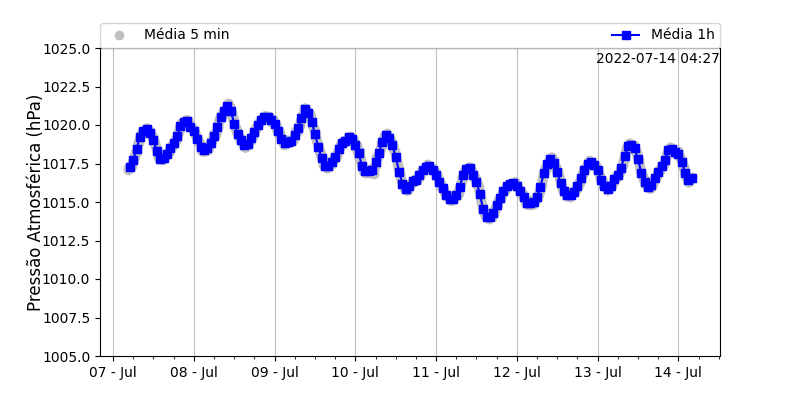 Média 5 min
Média 1h
2022-07-14 04:27
Pressão Atmosférica (hPa)
1025.0
1022.5
1020.0
1017.5
1015.0
1012.5
1010.0
1007.5
1005.0
07 - Jul
08 - Jul
09 - Jul
10 - Jul
11 - Jul
12 - Jul
13 - Jul
14 - Jul